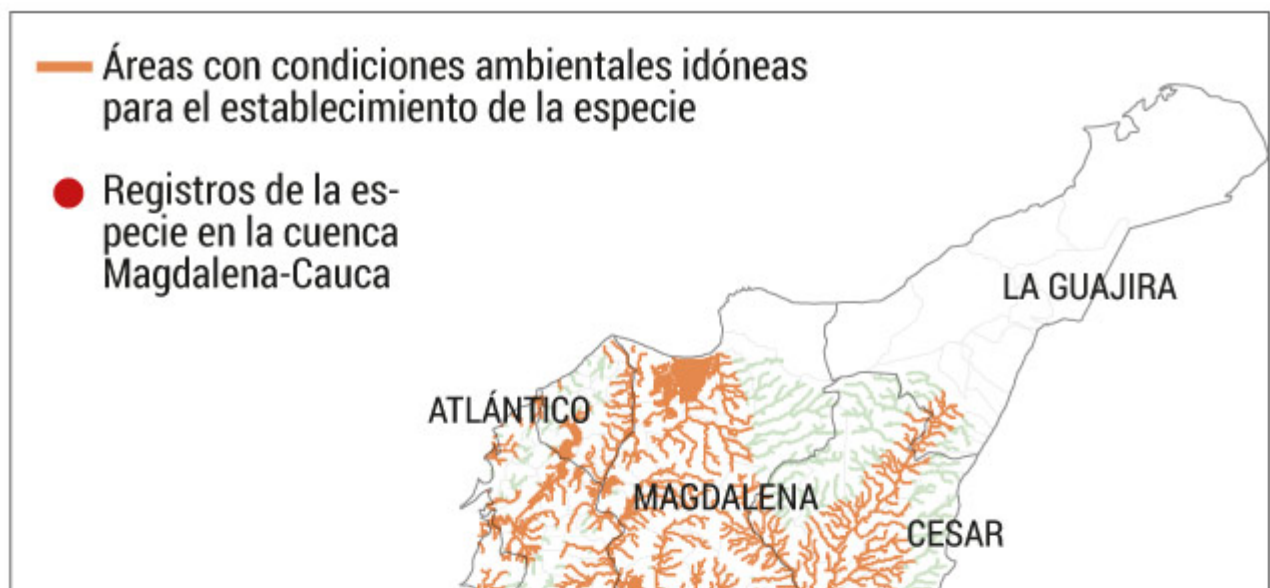 Áreas con condiciones ambientales idóneas
para el establecimiento de la especie
Registros de la es-
pecie en la cuenca
Magdalena-Cauca
LA GUAJIRA
ATLÁNTICO
MAGDALENA
CESAR